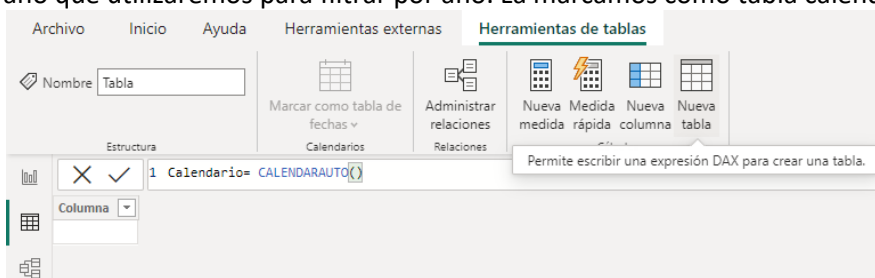 año que utilizaremos para filtrar por año. La marcamos como tabla
Archivo Inicio Ayuda Herramientas externas Herramientas de tablas
Nombre Tabla
Marcar como tabla de fechas
Administrar relaciones
Nueva medida
Medida rápida
Nueva columna
Nueva tabla
Estructura Calendarios Relaciones
Permite escribir una expresión DAX para crear una tabla.
1 Calendario= CALENDARAUTO()
Columna